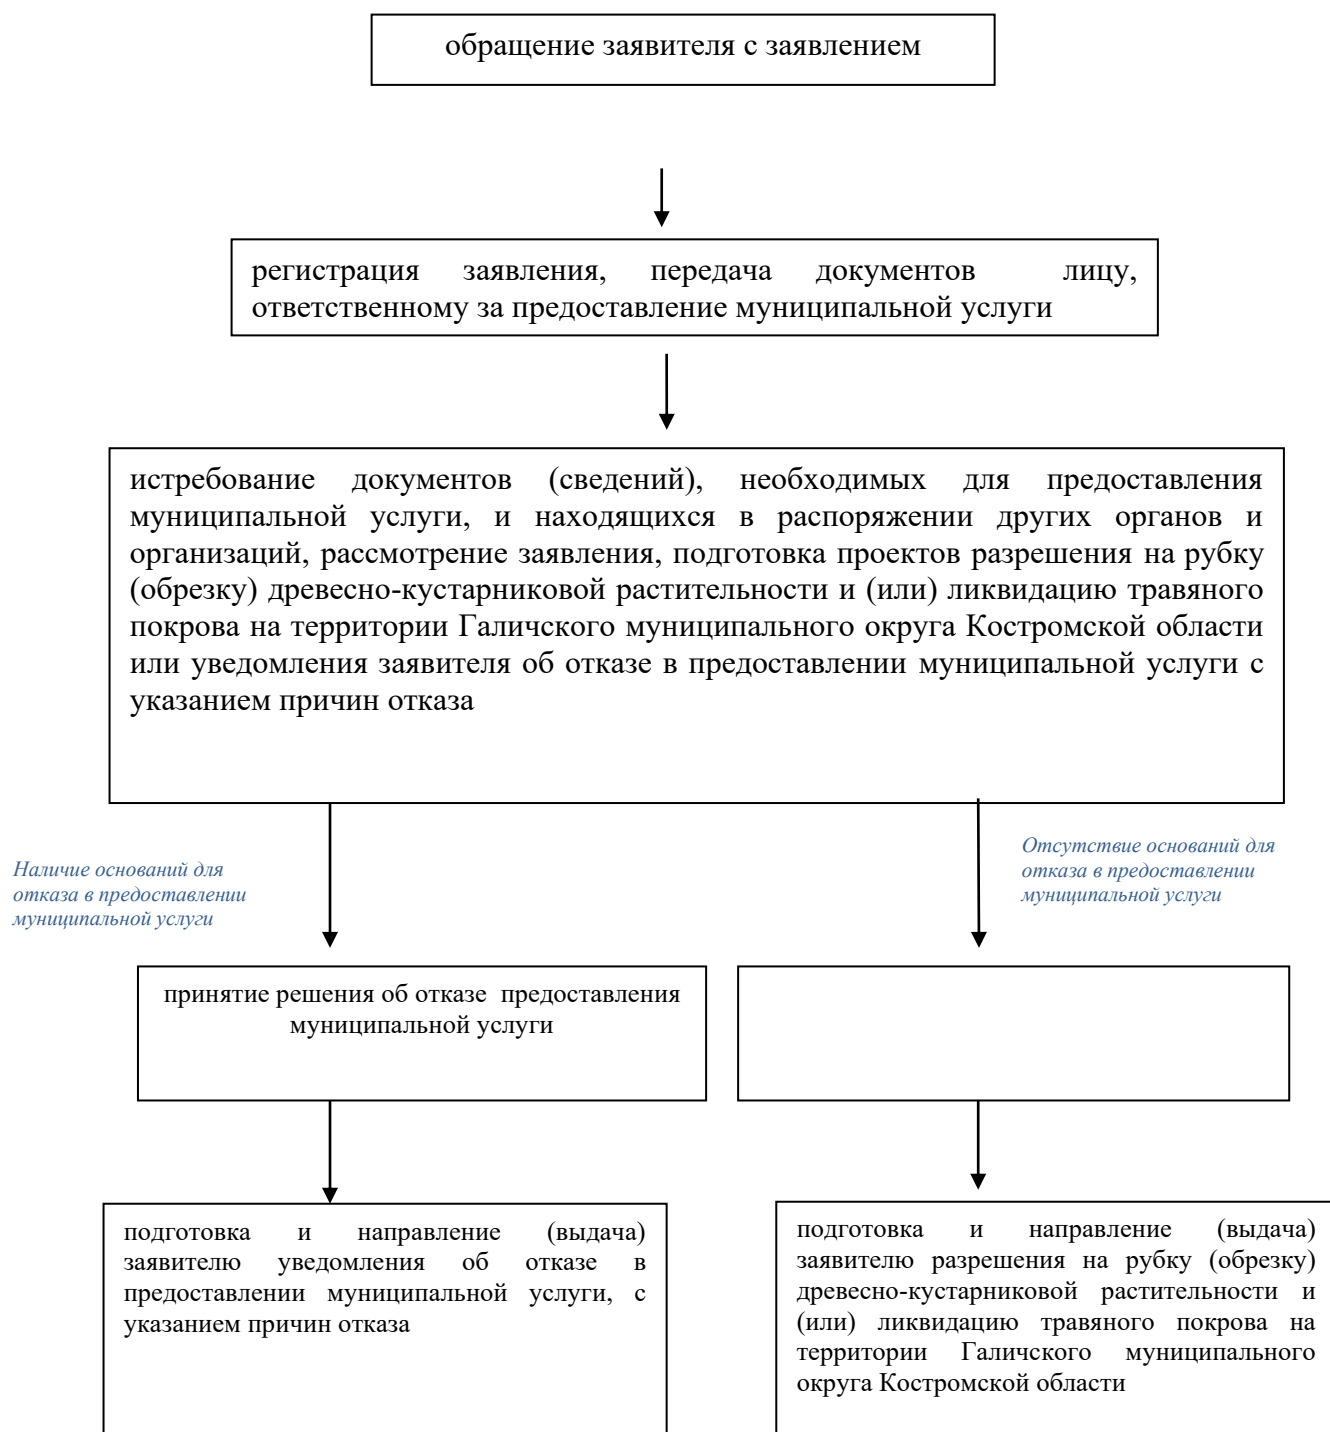 обращение заявителя с заявлением
регистрация заявления, передача документов лицу,
ответственному за предоставление муниципальной услуги
истребование документов (сведений), необходимых для предоставления
муниципальной услуги, и находящихся в распоряжении других органов и
организаций, рассмотрение заявления, подготовка проектов разрешения на рубку
(обрезку) древесно-кустарниковой растительности и (или) ликвидацию травяного
покрова на территории Галичского муниципального округа Костромской области
или уведомления заявителя об отказе в предоставлении муниципальной услуги с
указанием причин отказа
Наличие оснований для
отказа в предоставлении
муниципальной услуги
Отсутствие оснований для
отказа в предоставлении
муниципальной услуги
принятие решения об отказе предоставления
муниципальной услуги
подготовка и направление (выдача)
заявителю уведомления об отказе в
предоставлении муниципальной услуги, с
указанием причин отказа
подготовка и направление (выдача)
заявителю разрешения на рубку (обрезку)
древесно-кустарниковой растительности и
(или) ликвидацию травяного покрова на
территории Галичского муниципального
округа Костромской области